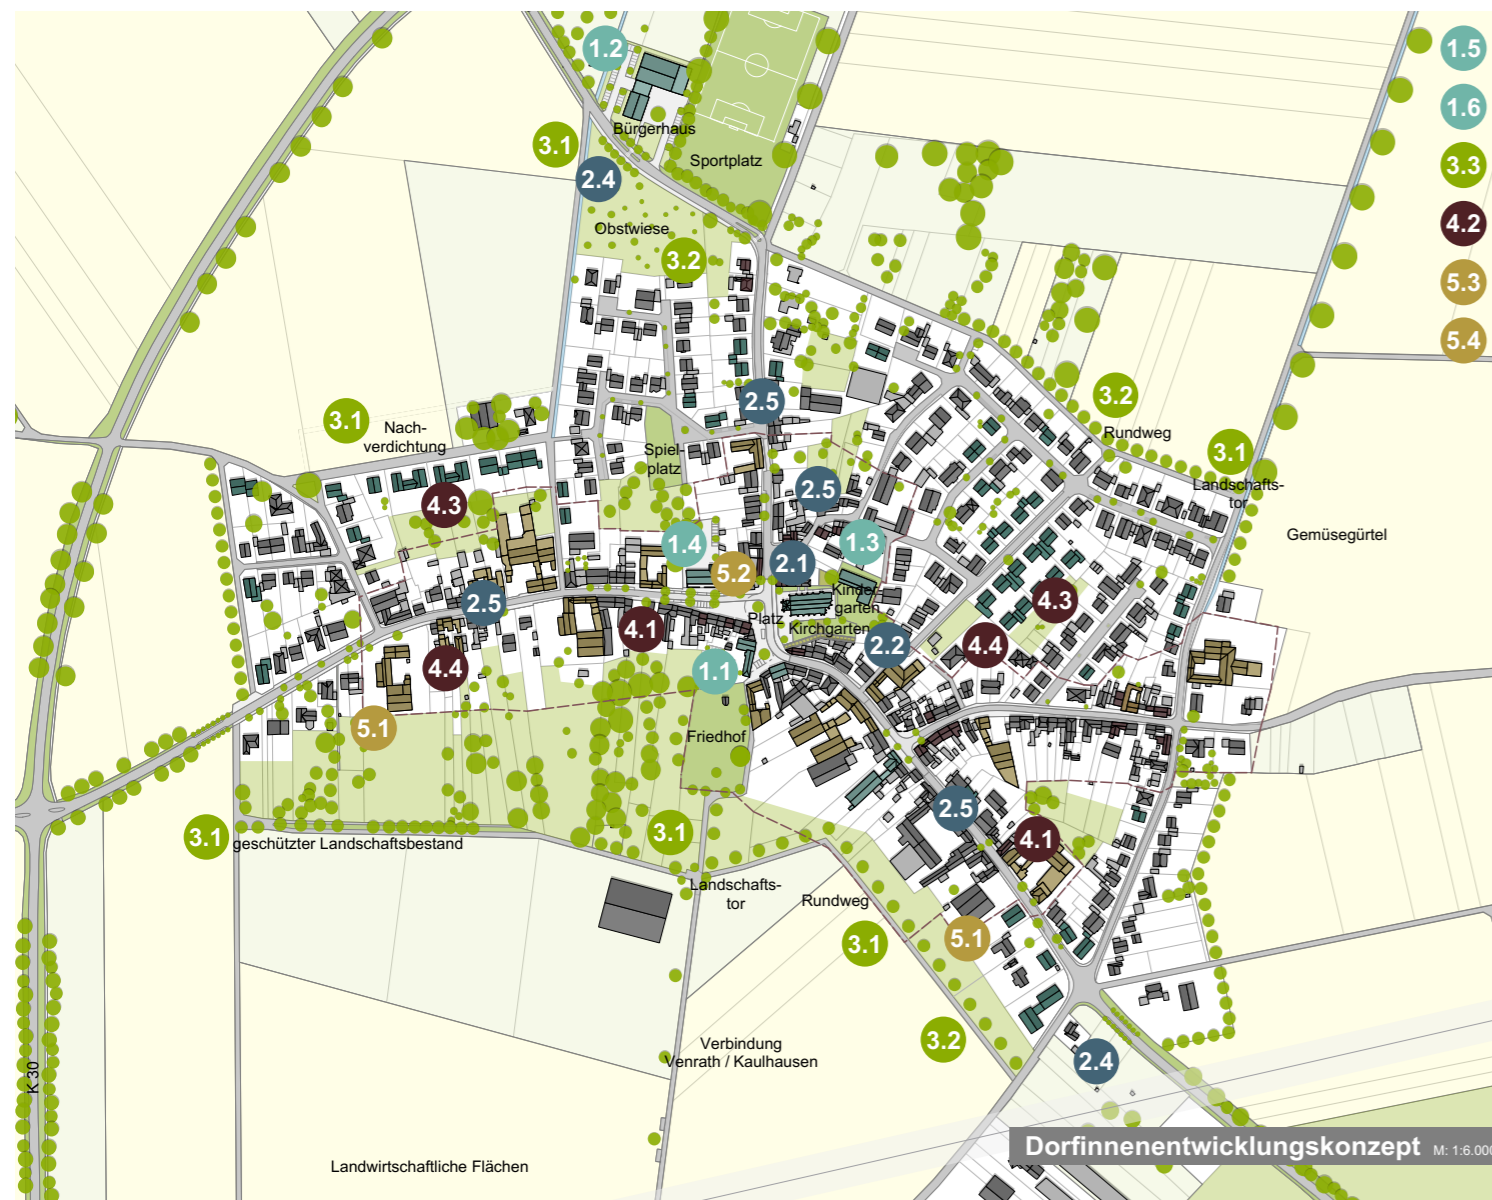 1.2
1.5
1.6
3.3
4.2
5.3
5.4
Bürgerhaus
3.1
Sportplatz
2.4
Obstwiese
3.2
2.5
3.2
3.1
Nach-
verdichtung
Rundweg
3.1
Spiel-
platz
Landschafts-
tor
2.5
4.3
Gemüsegürtel
1.4
1.3
2.1
5.2
2.5
Kinder-
garten
4.3
Platz
Kirchgarten
4.1
2.2
4.4
4.4
1.1
5.1
Friedhof
2.5
3.1
geschützter Landschaftsbestand
3.1
4.1
Landschafts-
tor
Rundweg
3.1
5.1
3.2
Verbindung
Venrath / Kaulhausen
2.4
K 30
Landwirtschaftliche Flächen
Dorfinnenentwicklungskonzept M: 1:6.000